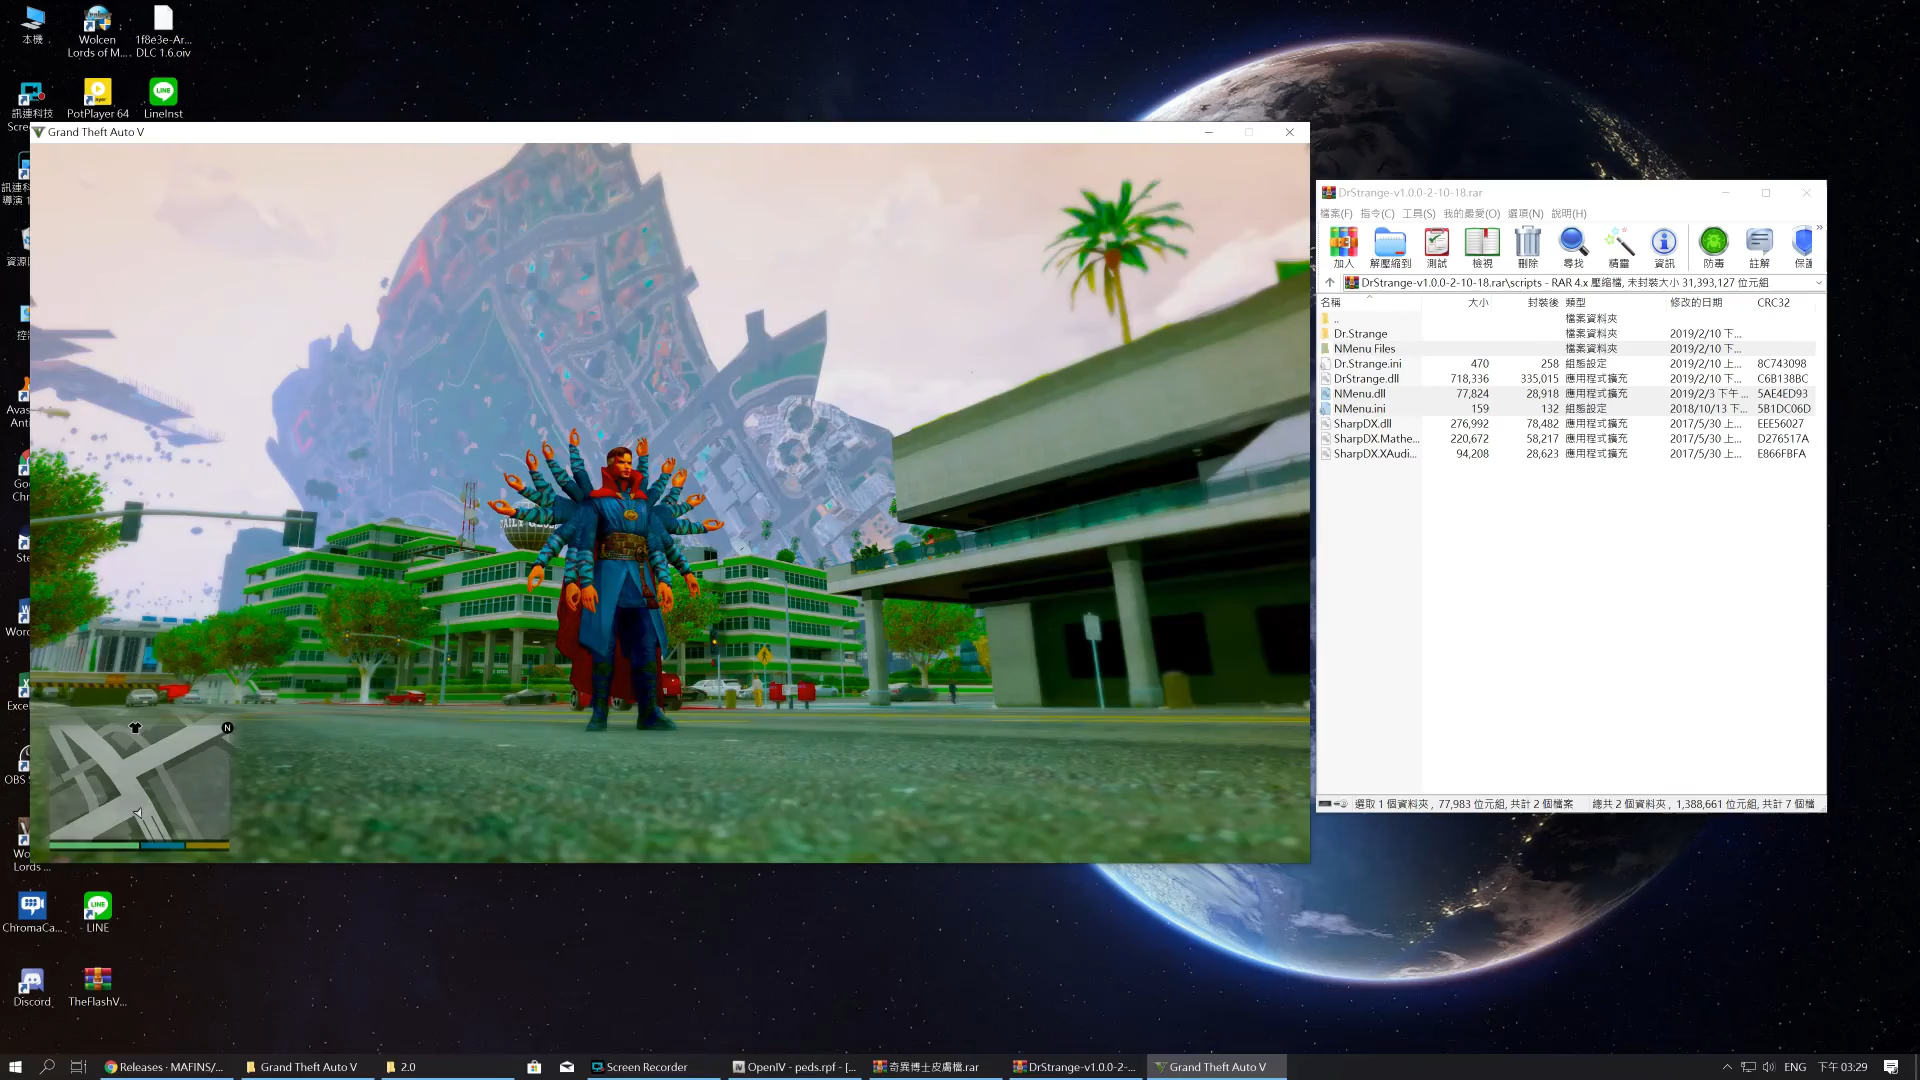 本機
Wolcen
Lords of M...
1f8e3e-Ar...
DLC 1.6.oiv
訊連科技
PotPlayer 64
LineInst
Grand Theft Auto V
DAILY GLOBE
N
ChromaCa...
LINE
Discord
TheFlashV...
DrStrange-v1.0.0-2-10-18.rar
檔案(F) 指令(C) 工具(S) 我的最愛(O) 選項(N) 說明(H)
加入 解壓縮到 測試 檢視 刪除 尋找 精靈 資訊 防毒 註解 保護
DrStrange-v1.0.0-2-10-18.rar\scripts - RAR 4.x 壓縮檔, 未封裝大小 31,393,127 位元組
名稱 大小 封裝後 類型 修改的日期 CRC32
.. 檔案資料夾
Dr.Strange 檔案資料夾 2019/2/10 下...
NMenu Files 檔案資料夾 2019/2/10 下...
Dr.Strange.ini 470 258 組態設定 2019/2/10 上... 8C743098
DrStrange.dll 718,336 335,015 應用程式擴充 2019/2/10 下... C6B138BC
NMenu.dll 77,824 28,918 應用程式擴充 2019/2/3 下午 ... 5AE4ED93
NMenu.ini 159 132 組態設定 2018/10/13 下... 5B1DC06D
SharpDX.dll 276,992 78,482 應用程式擴充 2017/5/30 上... EEE56027
SharpDX.Mathe... 220,672 58,217 應用程式擴充 2017/5/30 上... D276517A
SharpDX.XAudi... 94,208 28,623 應用程式擴充 2017/5/30 上... E866FBFA
選取 1 個資料夾 , 77,983 位元組, 共計 2 個檔案 總共 2 個資料夾 , 1,388,661 位元組, 共計 7 個檔
Releases · MAFINS/... Grand Theft Auto V 2.0 Screen Recorder OpenIV - peds.rpf - [... 奇異博士皮膚檔.rar DrStrange-v1.0.0-2-... Grand Theft Auto V ENG 下午 03:29